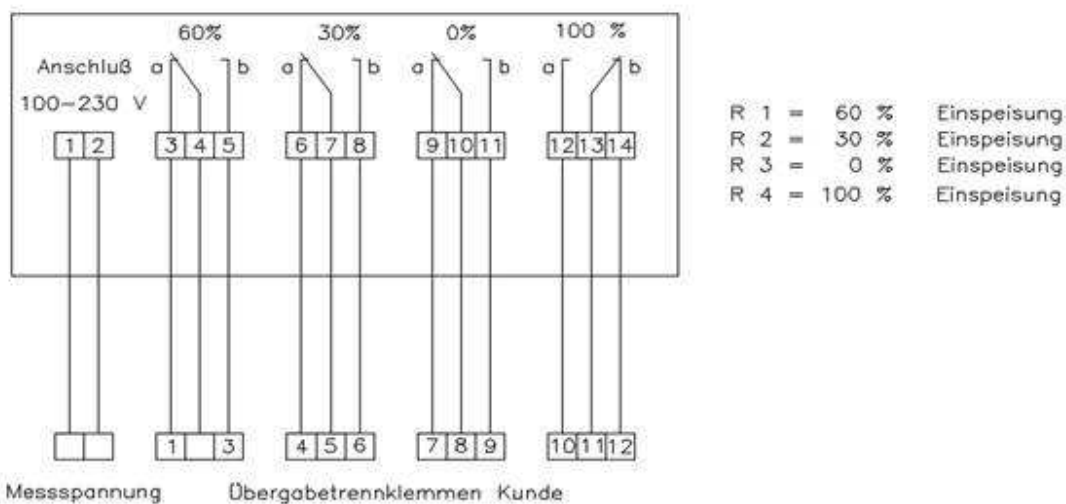 60% 30% 0% 100 %
Anschluß a b a b a b a b
100-230 V
1 2 3 4 5 6 7 8 9 10 11 12 13 14
R 1 = 60 % Einspeisung
R 2 = 30 % Einspeisung
R 3 = 0 % Einspeisung
R 4 = 100 % Einspeisung
1 3 4 5 6 7 8 9 10 11 12
Messspannung Übergabetrennklemmen Kunde